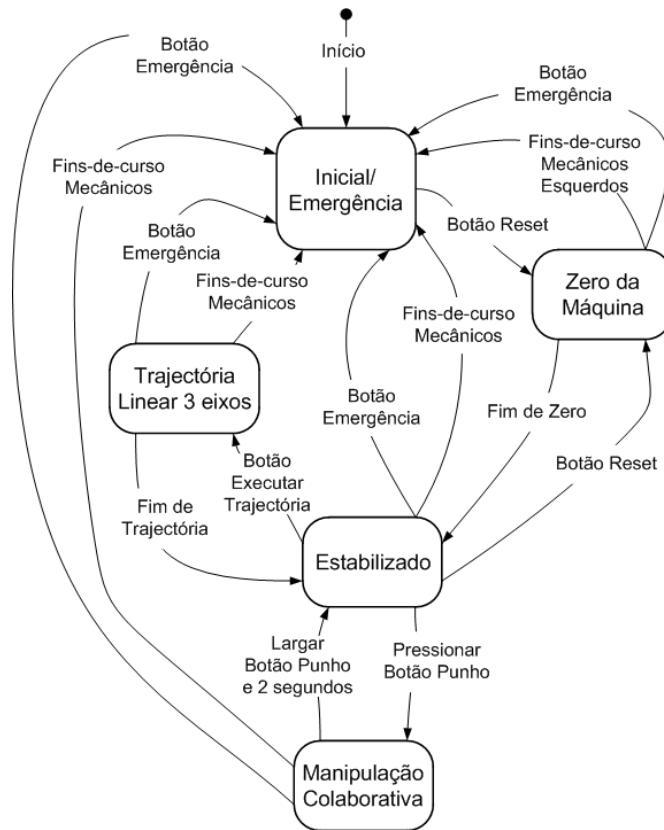 Início
Botão
Emergência
Botão
Emergência
Fins-de-curso
Mecânicos
Fins-de-curso
Mecânicos
Esquerdos
Inicial/
Emergência
Botão Reset
Botão
Emergência
Fins-de-curso
Mecânicos
Fins-de-curso
Mecânicos
Zero da
Máquina
Trajectória
Linear 3 eixos
Botão
Emergência
Fim de Zero
Botão
Executar
Trajectória
Botão Reset
Fim de
Trajectória
Estabilizado
Largar
Botão Punho
e 2 segundos
Pressionar
Botão Punho
Manipulação
Colaborativa